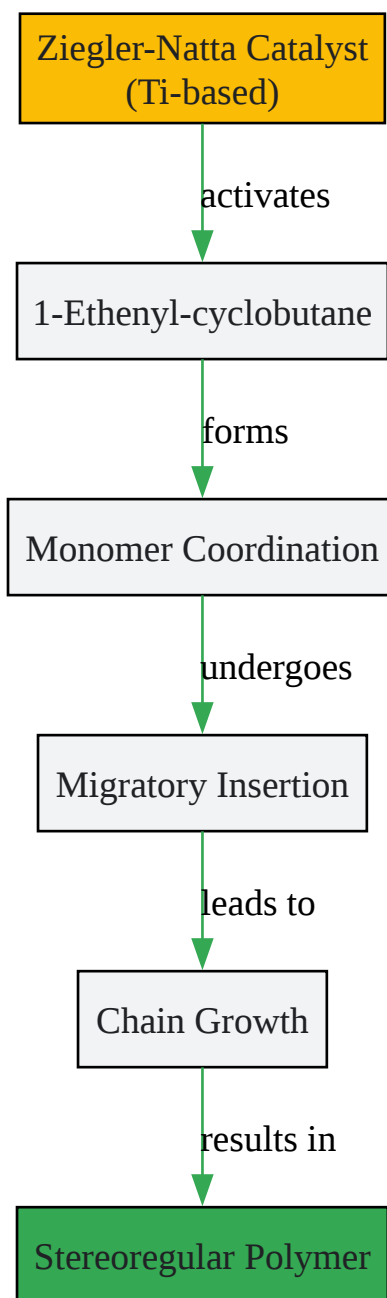 Ziegler-Natta Catalyst
(Ti-based)
activates
1-Ethenyl-cyclobutane
forms
Monomer Coordination
undergoes
Migratory Insertion
leads to
Chain Growth
results in
Stereoregular Polymer